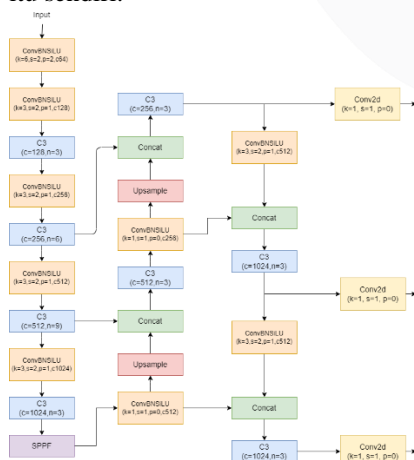 Input
ConvBNSiLU
(k=6,s=2,p=2,c64)
ConvBNSiLU
(k=3,s=2,p=1,c128)
C3
(c=128,n=3)
ConvBNSiLU
(k=3,s=2,p=1,c256)
C3
(c=256,n=6)
ConvBNSiLU
(k=3,s=2,p=1,c512)
C3
(c=512,n=9)
ConvBNSiLU
(k=3,s=2,p=1,c1024)
C3
(c=1024,n=3)
SPPF
C3
(c=256,n=3)
Concat
Upsample
ConvBNSiLU
(k=1,s=1,p=0,c256)
C3
(c=512,n=3)
Concat
Upsample
ConvBNSiLU
(k=1,s=1,p=0,c512)
ConvBNSiLU
(k=3,s=2,p=1,c512)
Concat
C3
(c=1024,n=3)
ConvBNSiLU
(k=3,s=2,p=1,c512)
Concat
C3
(c=1024,n=3)
Conv2d
(k=1, s=1, p=0)
Conv2d
(k=1, s=1, p=0)
Conv2d
(k=1, s=1, p=0)